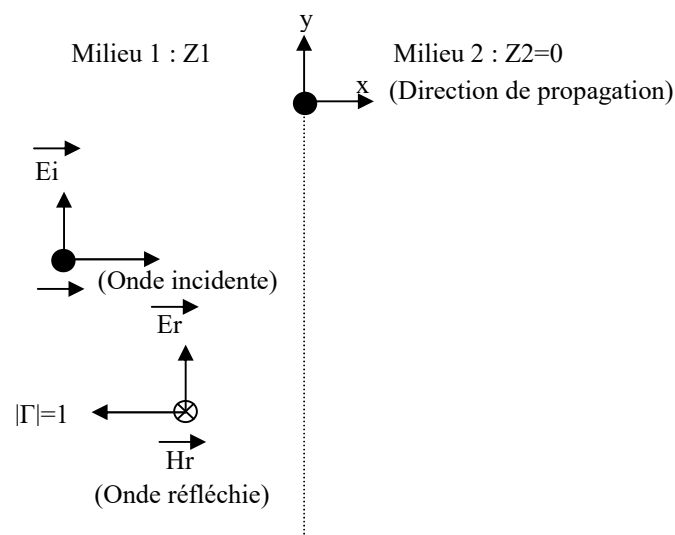 y
Milieu 1 : Z1
Milieu 2 : Z2=0
x
(Direction de propagation)
Ei
(Onde incidente)
Er
|Γ|=1
Hr
(Onde réfléchie)